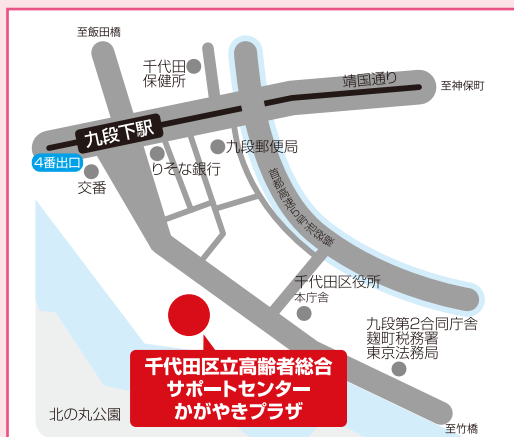 至飯田橋
千代田
保健所
靖国通り
至神保町
九段下駅
4番出口
交番
りそな銀行
九段郵便局
首都高速5号池袋線
千代田区役所
本庁舎
九段第2合同庁舎
麹町税務署
東京法務局
千代田区立高齢者総合
サポートセンター
かがやきプラザ
北の丸公園
至竹橋